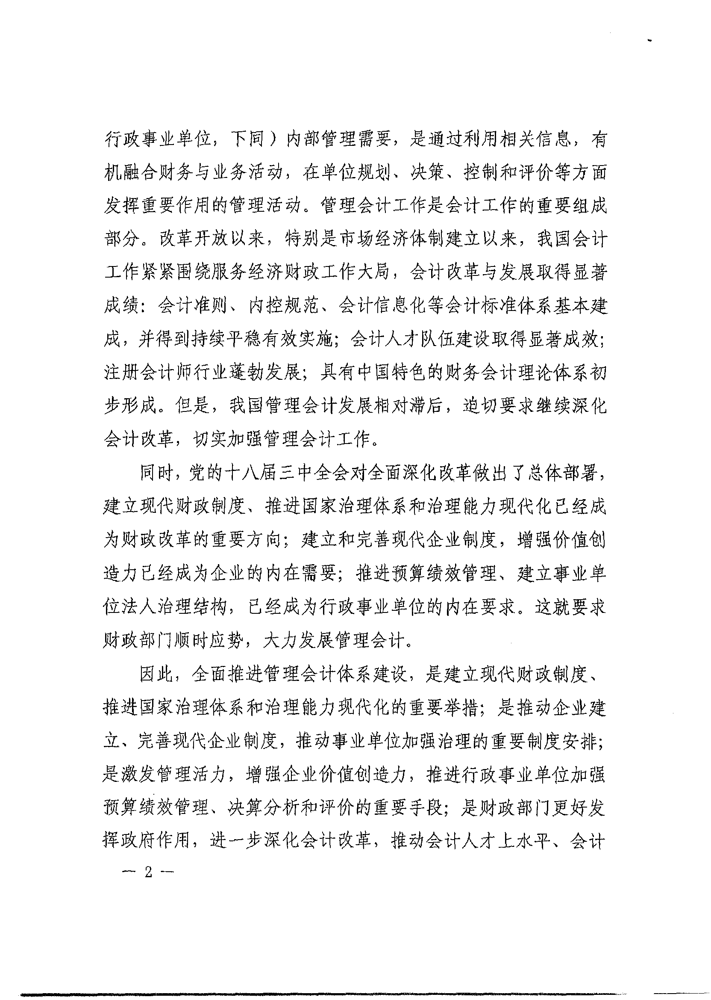 行政事业单位，下同）内部管理需要，是通过利用相关信息，有
机融合财务与业务活动，在单位规划、决策、控制和评价等方面
发挥重要作用的管理活动。管理会计工作是会计工作的重要组成
部分。改革开放以来，特别是市场经济体制建立以来，我国会计
工作紧紧围绕服务经济财政工作大局，会计改革与发展取得显著
成绩：会计准则、内控规范、会计信息化等会计标准体系基本建
成，并得到持续平稳有效实施；会计人才队伍建设取得显著成效；
注册会计师行业蓬勃发展；具有中国特色的财务会计理论体系初
步形成。但是，我国管理会计发展相对滞后，迫切要求继续深化
会计改革，切实加强管理会计工作。
同时，党的十八届三中全会对全面深化改革做出了总体部署，
建立现代财政制度、推进国家治理体系和治理能力现代化已经成
为财政改革的重要方向；建立和完善现代企业制度，增强价值创
造力已经成为企业的内在需要；推进预算绩效管理、建立事业单
位法人治理结构，已经成为行政事业单位的内在要求。这就要求
财政部门顺时应势，大力发展管理会计。
因此，全面推进管理会计体系建设，是建立现代财政制度、
推进国家治理体系和治理能力现代化的重要举措；是推动企业建
立、完善现代企业制度，推动事业单位加强治理的重要制度安排；
是激发管理活力，增强企业价值创造力，推进行政事业单位加强
预算绩效管理、决算分析和评价的重要手段；是财政部门更好发
挥政府作用，进一步深化会计改革，推动会计人才上水平、会计
— 2 —